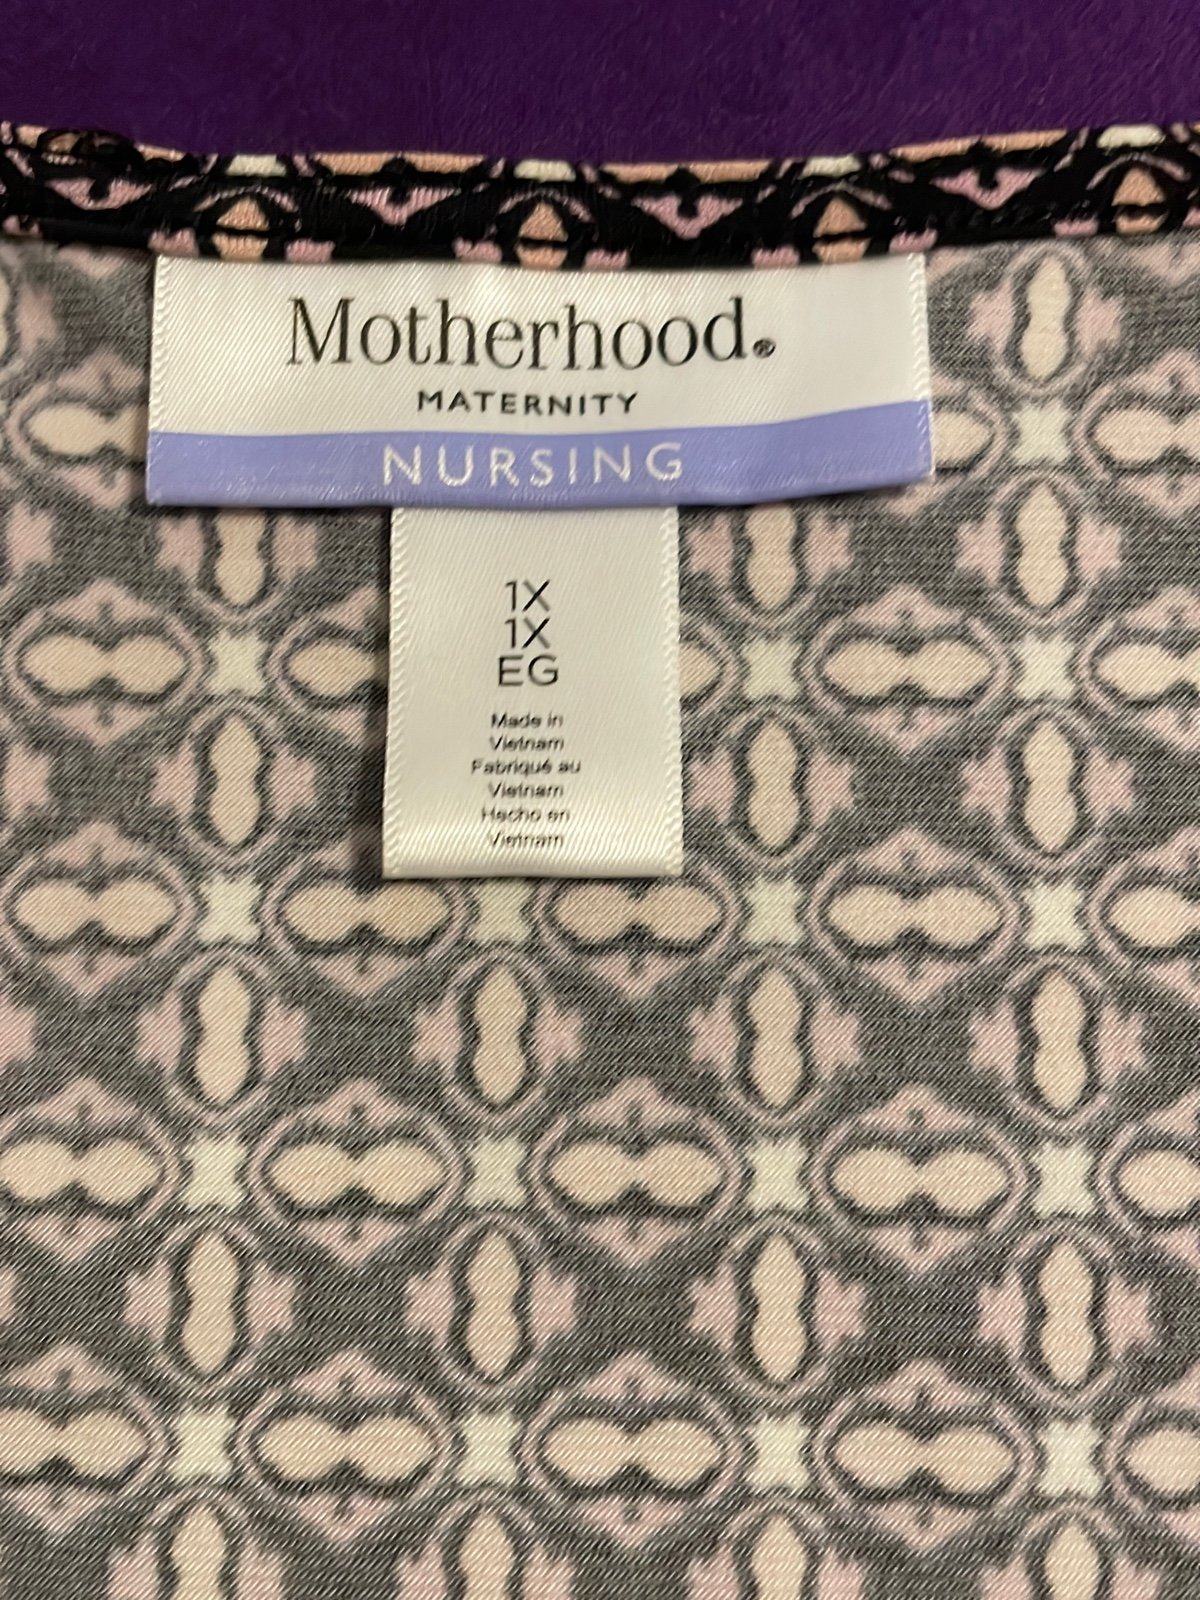 Motherhood®
MATERNITY
NURSING
1X
1X
EG
Made in
Vietnam
Fabriqué au
Vietnam
Hecho en
Vietnam